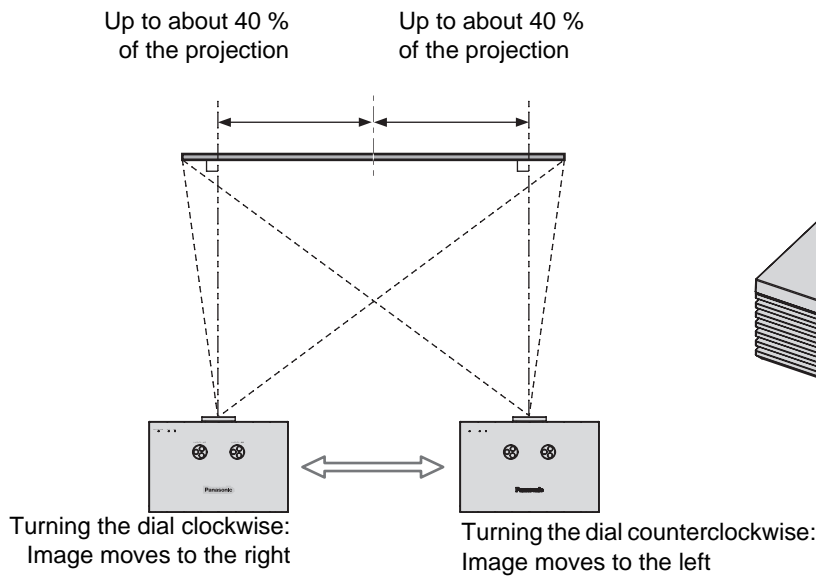 Up to about 40 %
of the projection
Up to about 40 %
of the projection
Panasonic
Panasonic
Turning the dial clockwise:
Image moves to the right
Turning the dial counterclockwise:
Image moves to the left